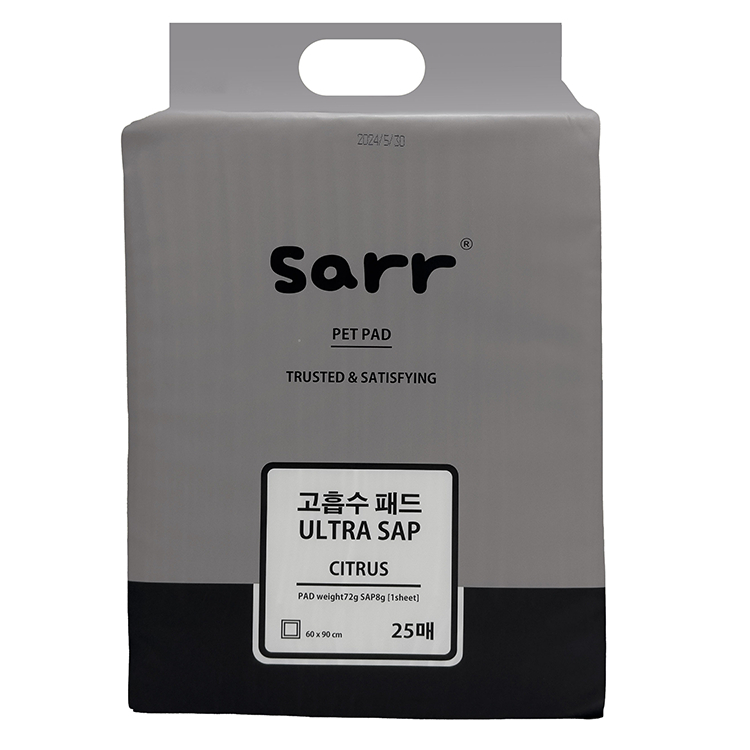 2024/5/30
sarr®
PET PAD
TRUSTED & SATISFYING
고흡수 패드
ULTRA SAP
CITRUS
PAD weight72g SAP8g [1sheet]
60 x 90 cm 25매